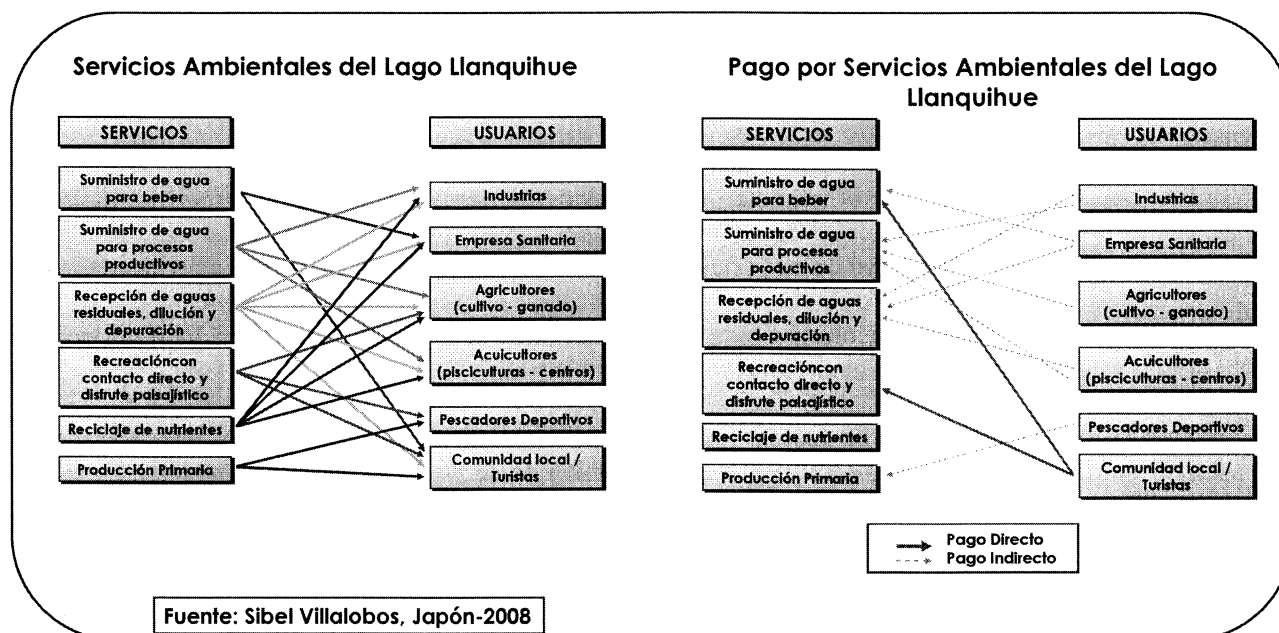 Servicios Ambientales del Lago Llanquihue
SERVICIOS
USUARIOS
Suministro de agua
para beber
Suministro de agua
para procesos
productivos
Recepción de aguas
residuales, dilución y
depuración
Recreacióncon
contacto directo y
disfrute paisajístico
Reciclaje de nutrientes
Producción Primaria
Industrias
Empresa Sanitaria
Agricultores
(cultivo - ganado)
Acuicultores
(pisciculturas - centros)
Pescadores Deportivos
Comunidad local /
Turistas
Pago por Servicios Ambientales del Lago
Llanquihue
SERVICIOS
USUARIOS
Suministro de agua
para beber
Suministro de agua
para procesos
productivos
Recepción de aguas
residuales, dilución y
depuración
Recreacióncon
contacto directo y
disfrute paisajístico
Reciclaje de nutrientes
Producción Primaria
Industrias
Empresa Sanitaria
Agricultores
(cultivo - ganado)
Acuicultores
(pisciculturas - centros)
Pescadores Deportivos
Comunidad local /
Turistas
Pago Directo
Pago Indirecto
Fuente: Sibel Villalobos, Japón-2008